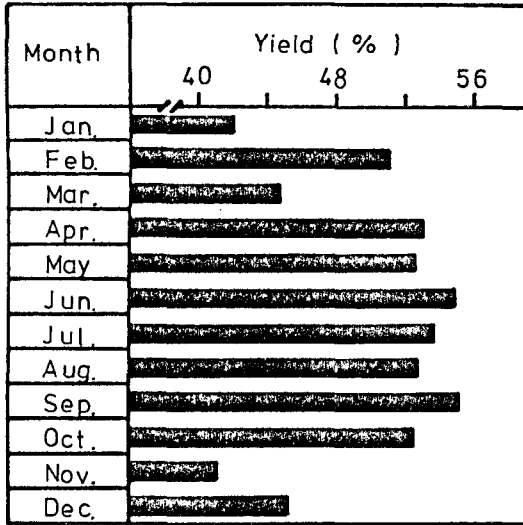 Month
Yield ( % )
40 48 56
Jan.
Feb.
Mar.
Apr.
May
Jun.
Jul.
Aug.
Sep.
Oct.
Nov.
Dec.